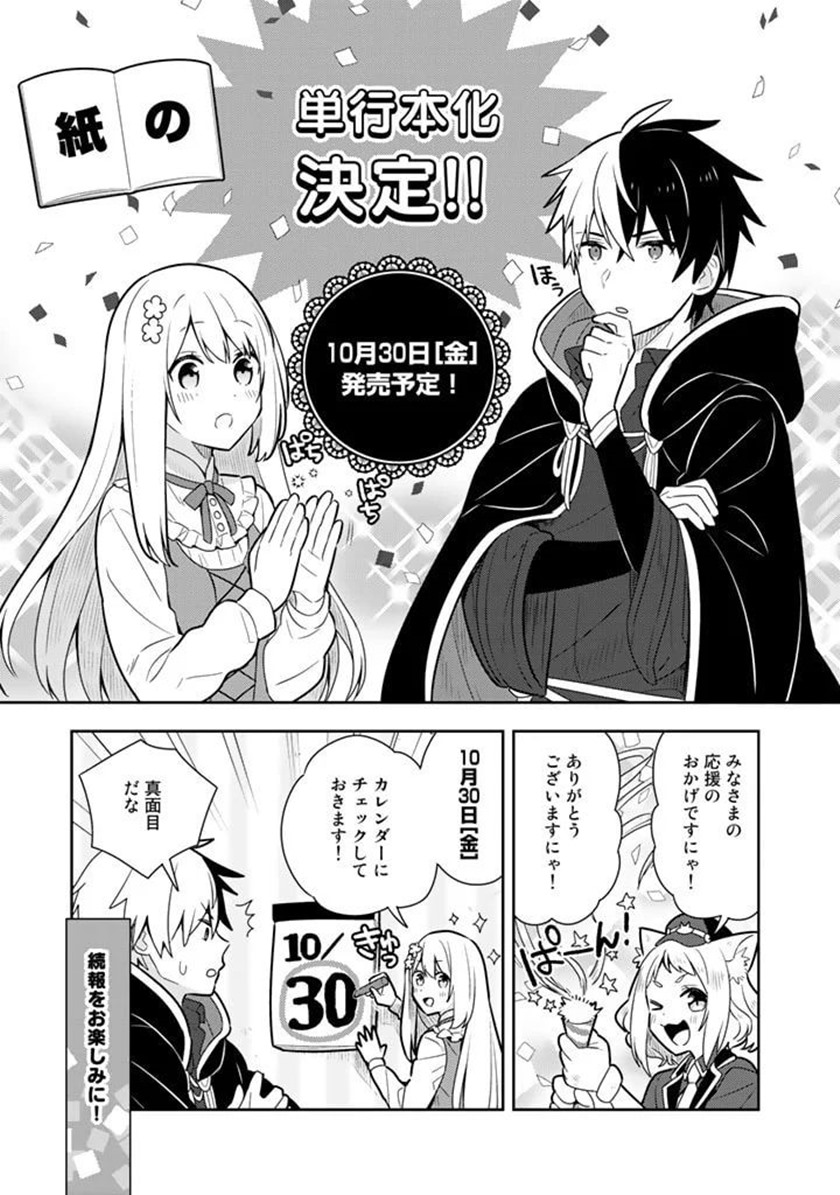 紙の
単行本化
決定!!
10月30日[金]
発売予定！
ほぅ
ぱち
ぱち
みなさまの
応援の
おかげですにゃ！
ありがとう
ございますにゃ！
ぱーん！
10月30日[金]
カレンダーに
チェックして
おきます！
10/
30
きゅっ
真面目
だな
続報をお楽しみに！